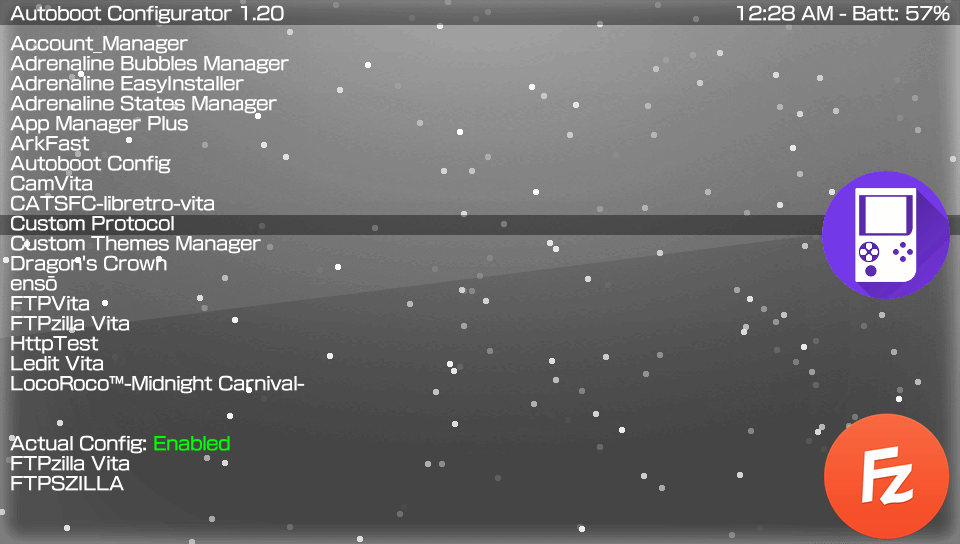 Autoboot Configurator 1.20
12:28 AM - Batt: 57%
Account_Manager
Adrenaline Bubbles Manager
Adrenaline EasyInstaller
Adrenaline States Manager
App Manager Plus
ArkFast
Autoboot Config
CamVita
CATSFC-libretro-vita
Custom Protocol
Custom Themes Manager
Dragon's Crown
ensō
FTPVita
FTPzilla Vita
HttpTest
Ledit Vita
LocoRoco™-Midnight Carnival-
Actual Config: Enabled
FTPzilla Vita
FTPSZILLA
Fz